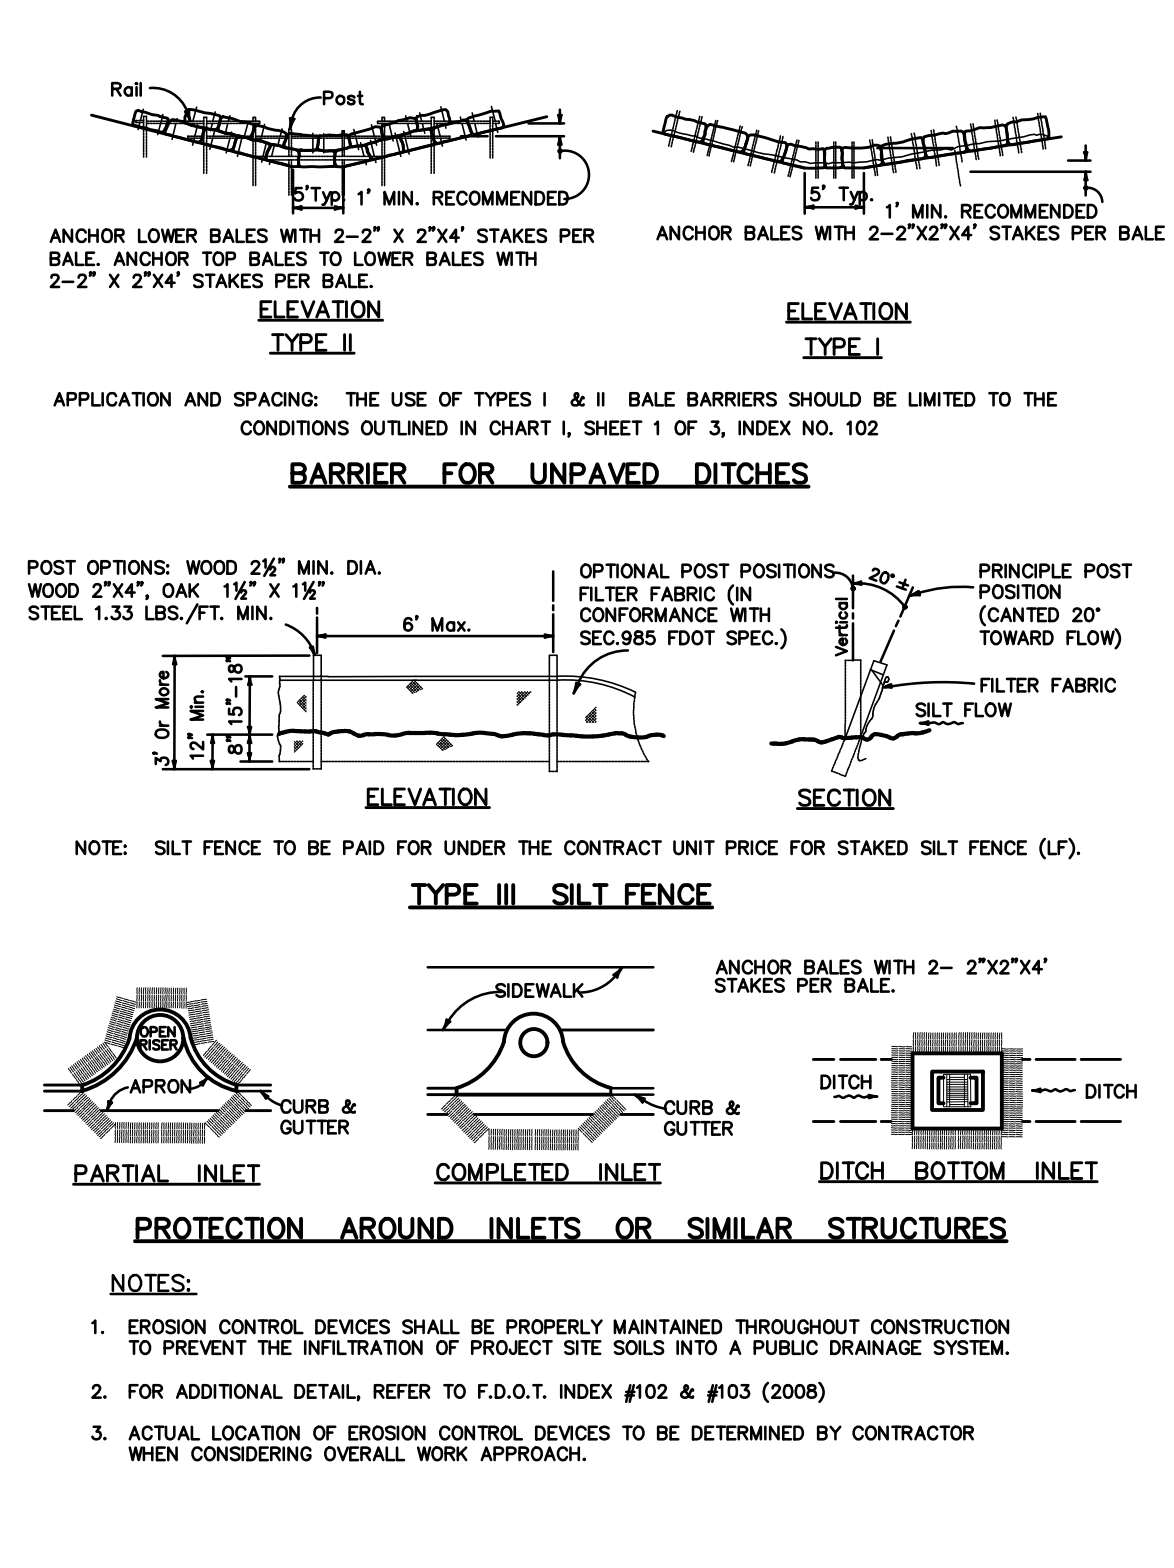 Rail
Post
5'Typ.
1' MIN. RECOMMENDED
ANCHOR LOWER BALES WITH 2-2" X 2"X4' STAKES PER
BALE. ANCHOR TOP BALES TO LOWER BALES WITH
2-2" X 2"X4' STAKES PER BALE.
ELEVATION
TYPE II
5' Typ.
1' MIN. RECOMMENDED
ANCHOR BALES WITH 2-2"X2"X4' STAKES PER BALE
ELEVATION
TYPE I
APPLICATION AND SPACING: THE USE OF TYPES I & II BALE BARRIERS SHOULD BE LIMITED TO THE
CONDITIONS OUTLINED IN CHART I, SHEET 1 OF 3, INDEX NO. 102
BARRIER FOR UNPAVED DITCHES
POST OPTIONS: WOOD 2½" MIN. DIA.
WOOD 2"X4", OAK 1½" X 1½"
STEEL 1.33 LBS./FT. MIN.
6' Max.
3' Or More
12" Min.
15"-18"
8"
ELEVATION
OPTIONAL POST POSITIONS
FILTER FABRIC (IN
CONFORMANCE WITH
SEC.985 FDOT SPEC.)
Vertical
20° ±
PRINCIPLE POST
POSITION
(CANTED 20°
TOWARD FLOW)
FILTER FABRIC
SILT FLOW
SECTION
NOTE: SILT FENCE TO BE PAID FOR UNDER THE CONTRACT UNIT PRICE FOR STAKED SILT FENCE (LF).
TYPE III SILT FENCE
OPEN
RISER
APRON
CURB &
GUTTER
PARTIAL INLET
SIDEWALK
CURB &
GUTTER
COMPLETED INLET
ANCHOR BALES WITH 2- 2"X2"X4'
STAKES PER BALE.
DITCH
DITCH
DITCH BOTTOM INLET
PROTECTION AROUND INLETS OR SIMILAR STRUCTURES
NOTES:
1. EROSION CONTROL DEVICES SHALL BE PROPERLY MAINTAINED THROUGHOUT CONSTRUCTION
TO PREVENT THE INFILTRATION OF PROJECT SITE SOILS INTO A PUBLIC DRAINAGE SYSTEM.
2. FOR ADDITIONAL DETAIL, REFER TO F.D.O.T. INDEX #102 & #103 (2008)
3. ACTUAL LOCATION OF EROSION CONTROL DEVICES TO BE DETERMINED BY CONTRACTOR
WHEN CONSIDERING OVERALL WORK APPROACH.